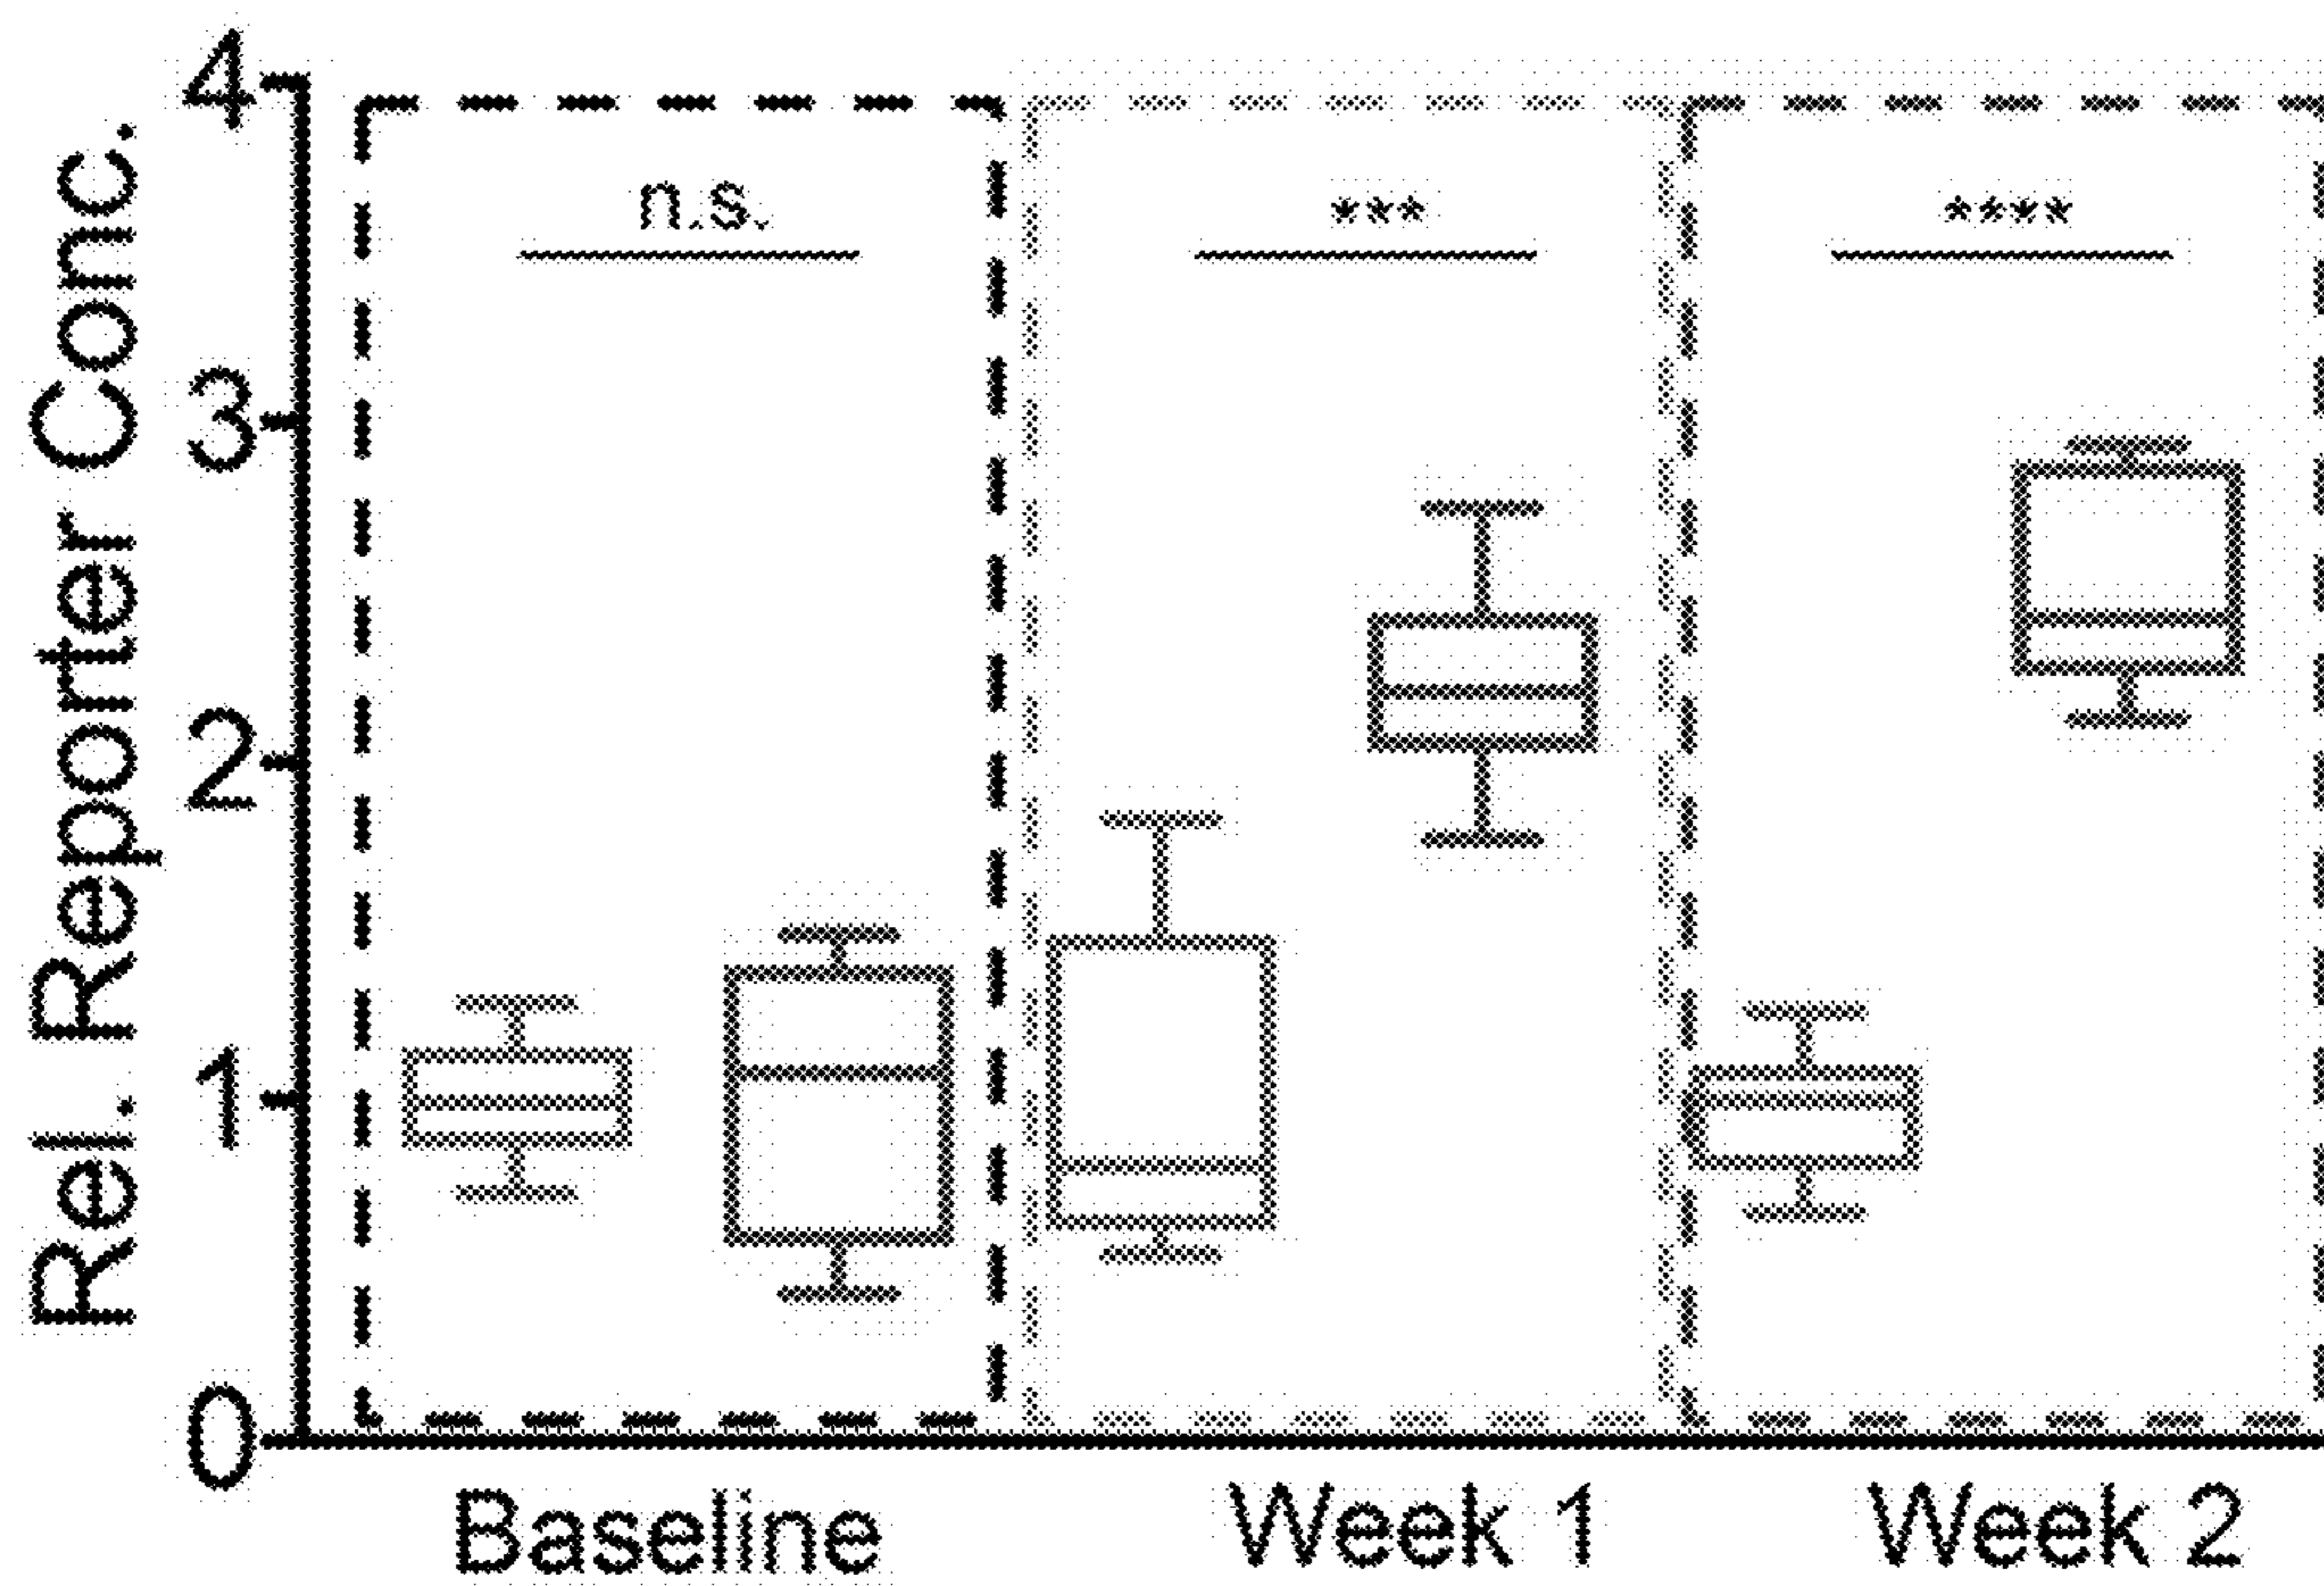 Rel. Reporter Conc.
4
3
2
1
0
n.s.
***
****
Baseline
Week 1
Week 2